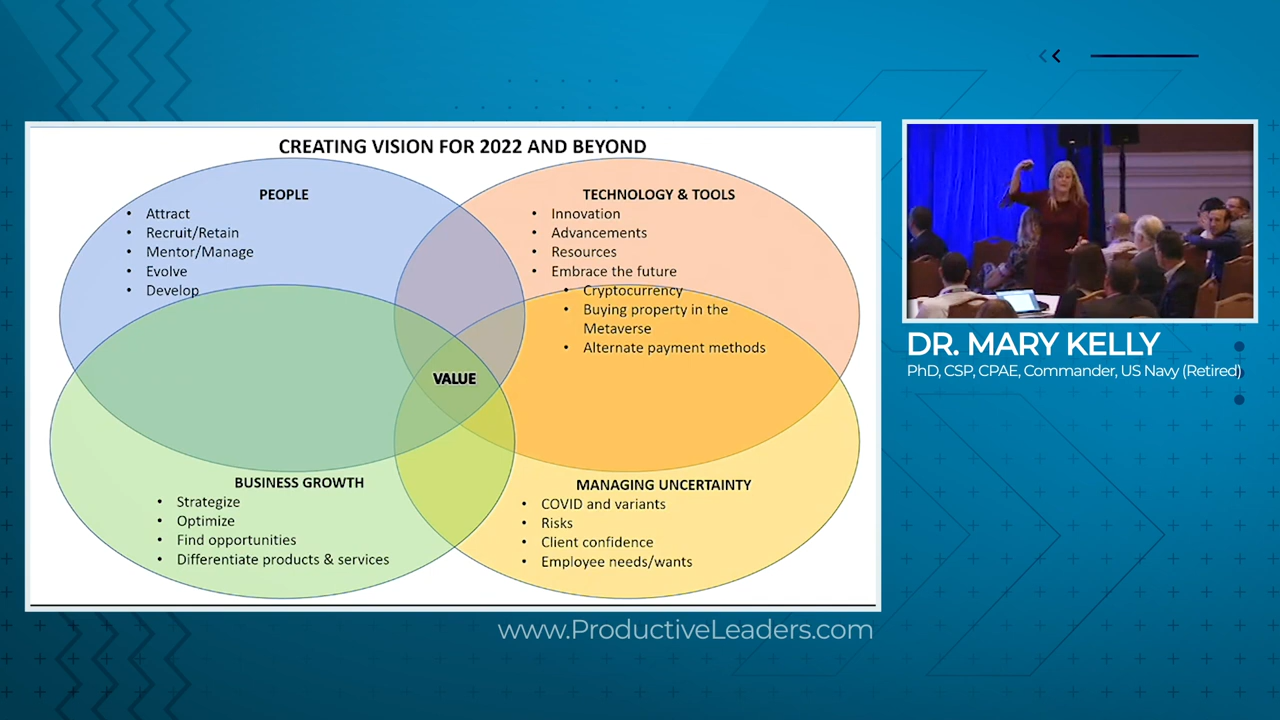 CREATING VISION FOR 2022 AND BEYOND
PEOPLE
• Attract
• Recruit/Retain
• Mentor/Manage
• Evolve
• Develop
TECHNOLOGY & TOOLS
• Innovation
• Advancements
• Resources
• Embrace the future
• Cryptocurrency
• Buying property in the
Metaverse
• Alternate payment methods
VALUE
BUSINESS GROWTH
• Strategize
• Optimize
• Find opportunities
• Differentiate products & services
MANAGING UNCERTAINTY
• COVID and variants
• Risks
• Client confidence
• Employee needs/wants
DR. MARY KELLY
PhD, CSP, CPAE, Commander, US Navy (Retired)
www.ProductiveLeaders.com